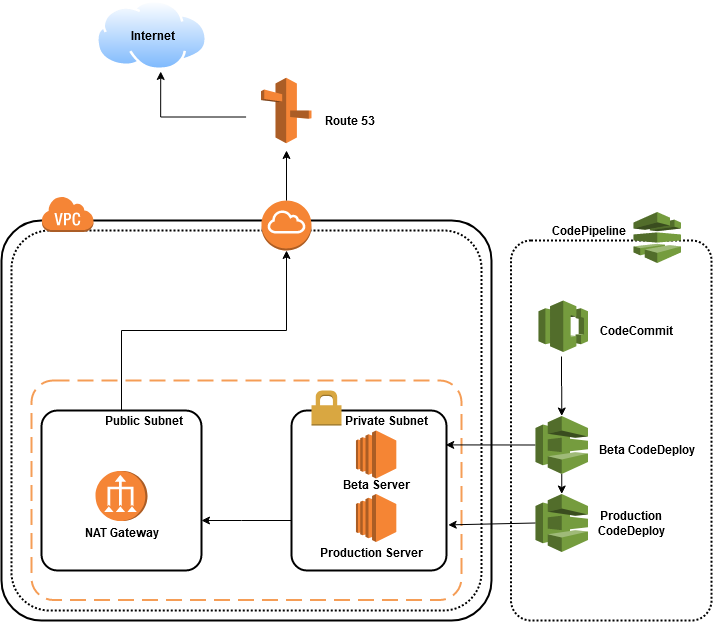 Internet
Route 53
VPC
CodePipeline
CodeCommit
Public Subnet
Private Subnet
Beta Server
Beta CodeDeploy
NAT Gateway
Production Server
Production
CodeDeploy